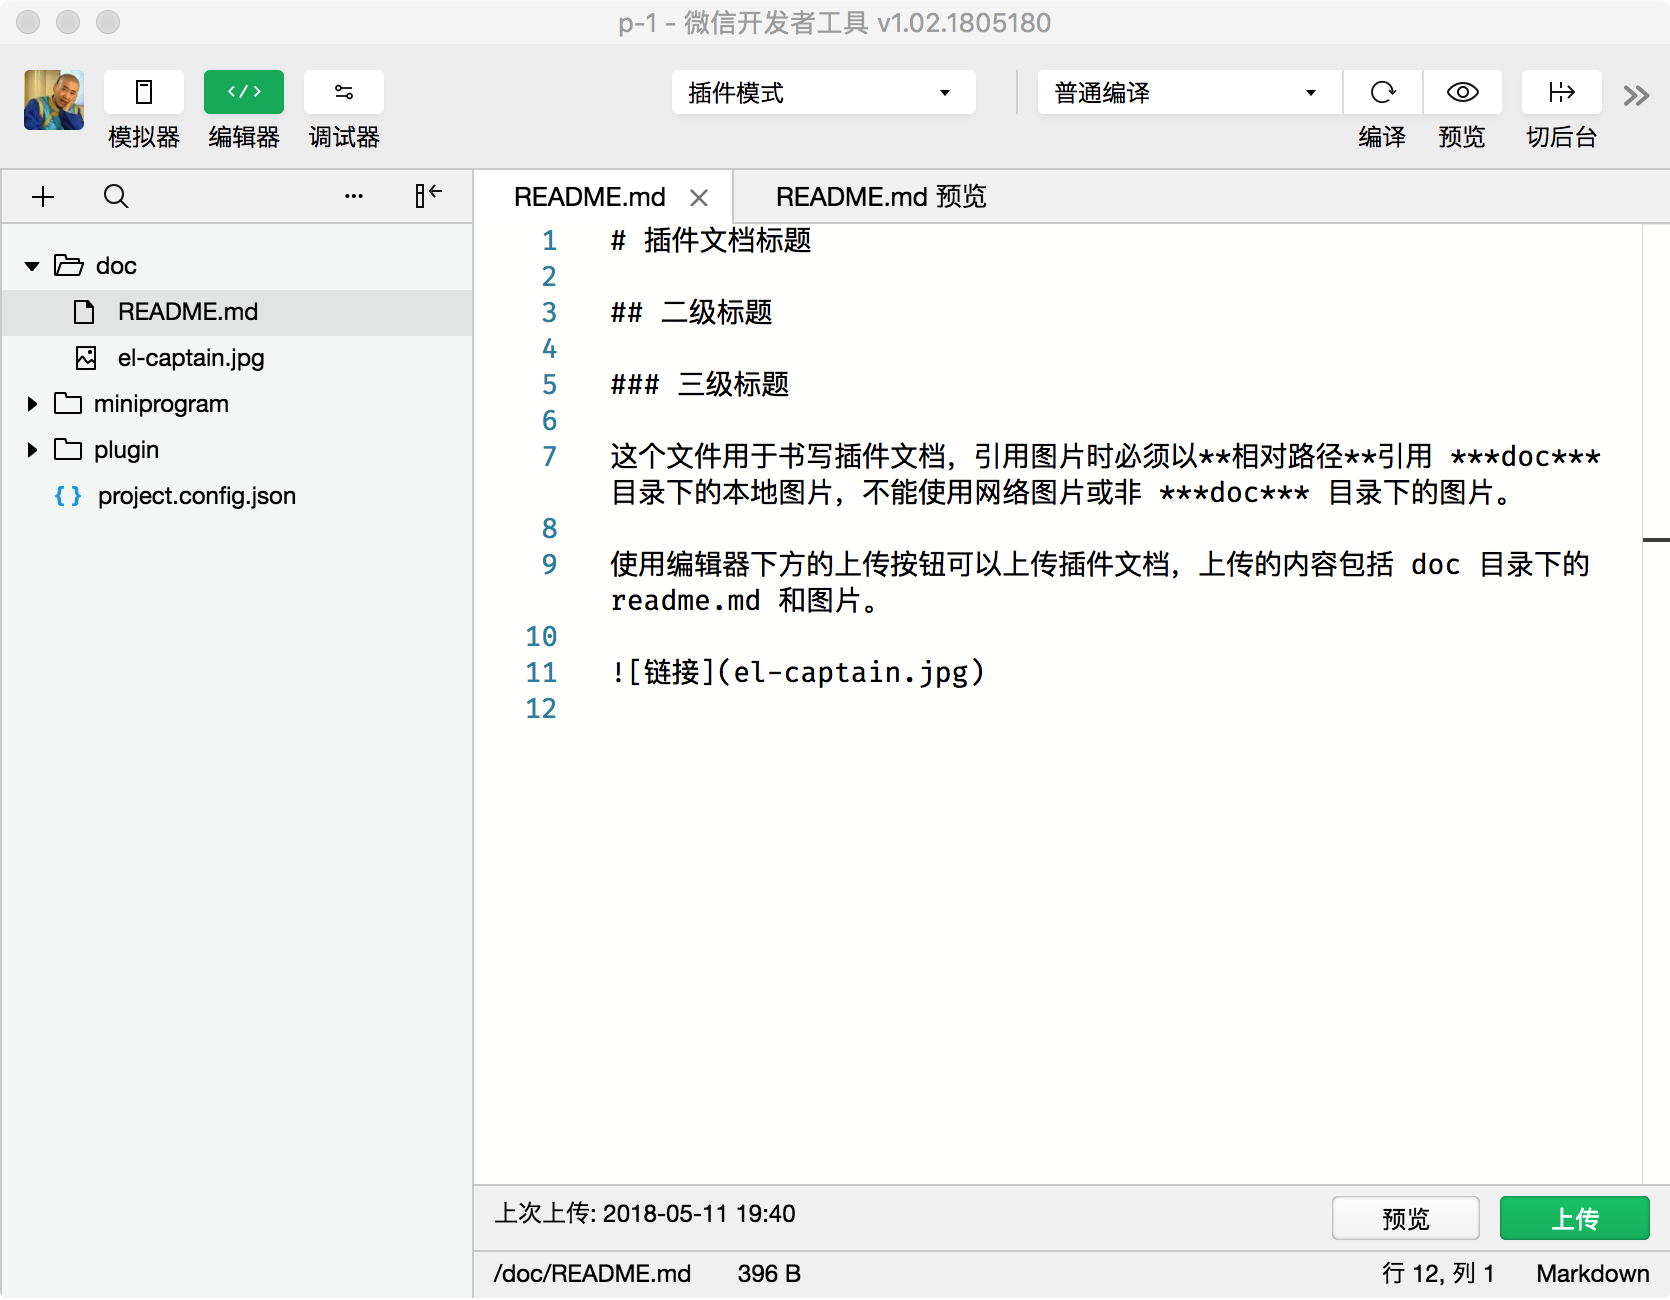 p-1 - 微信开发者工具 v1.02.1805180
模拟器
编辑器
调试器
插件模式
普通编译
编译
预览
切后台
doc
README.md
el-captain.jpg
miniprogram
plugin
project.config.json
README.md
README.md 预览
1 # 插件文档标题
2
3 ## 二级标题
4
5 ### 三级标题
6
7 这个文件用于书写插件文档，引用图片时必须以**相对路径**引用 ***doc***
目录下的本地图片，不能使用网络图片或非 ***doc*** 目录下的图片。
8
9 使用编辑器下方的上传按钮可以上传插件文档，上传的内容包括 doc 目录下的
readme.md 和图片。
10
11 ![链接](el-captain.jpg)
12
上次上传: 2018-05-11 19:40
预览
上传
/doc/README.md
396 B
行 12, 列 1
Markdown